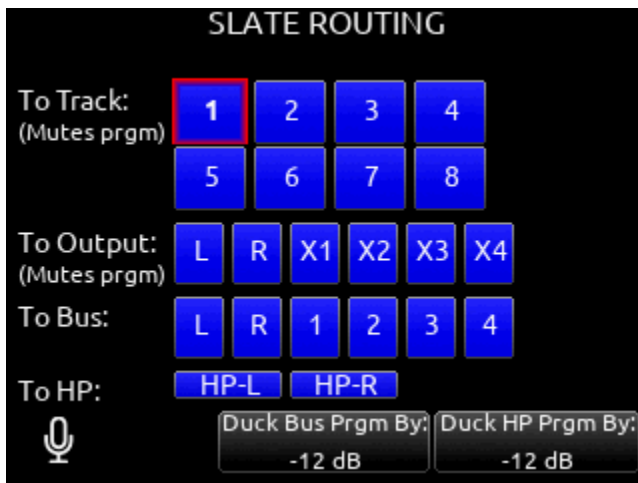 SLATE ROUTING
To Track:
(Mutes prgm)
1 2 3 4
5 6 7 8
To Output:
(Mutes prgm)
L R X1 X2 X3 X4
To Bus:
L R 1 2 3 4
To HP:
HP-L HP-R
Duck Bus Prgm By: Duck HP Prgm By:
-12 dB -12 dB